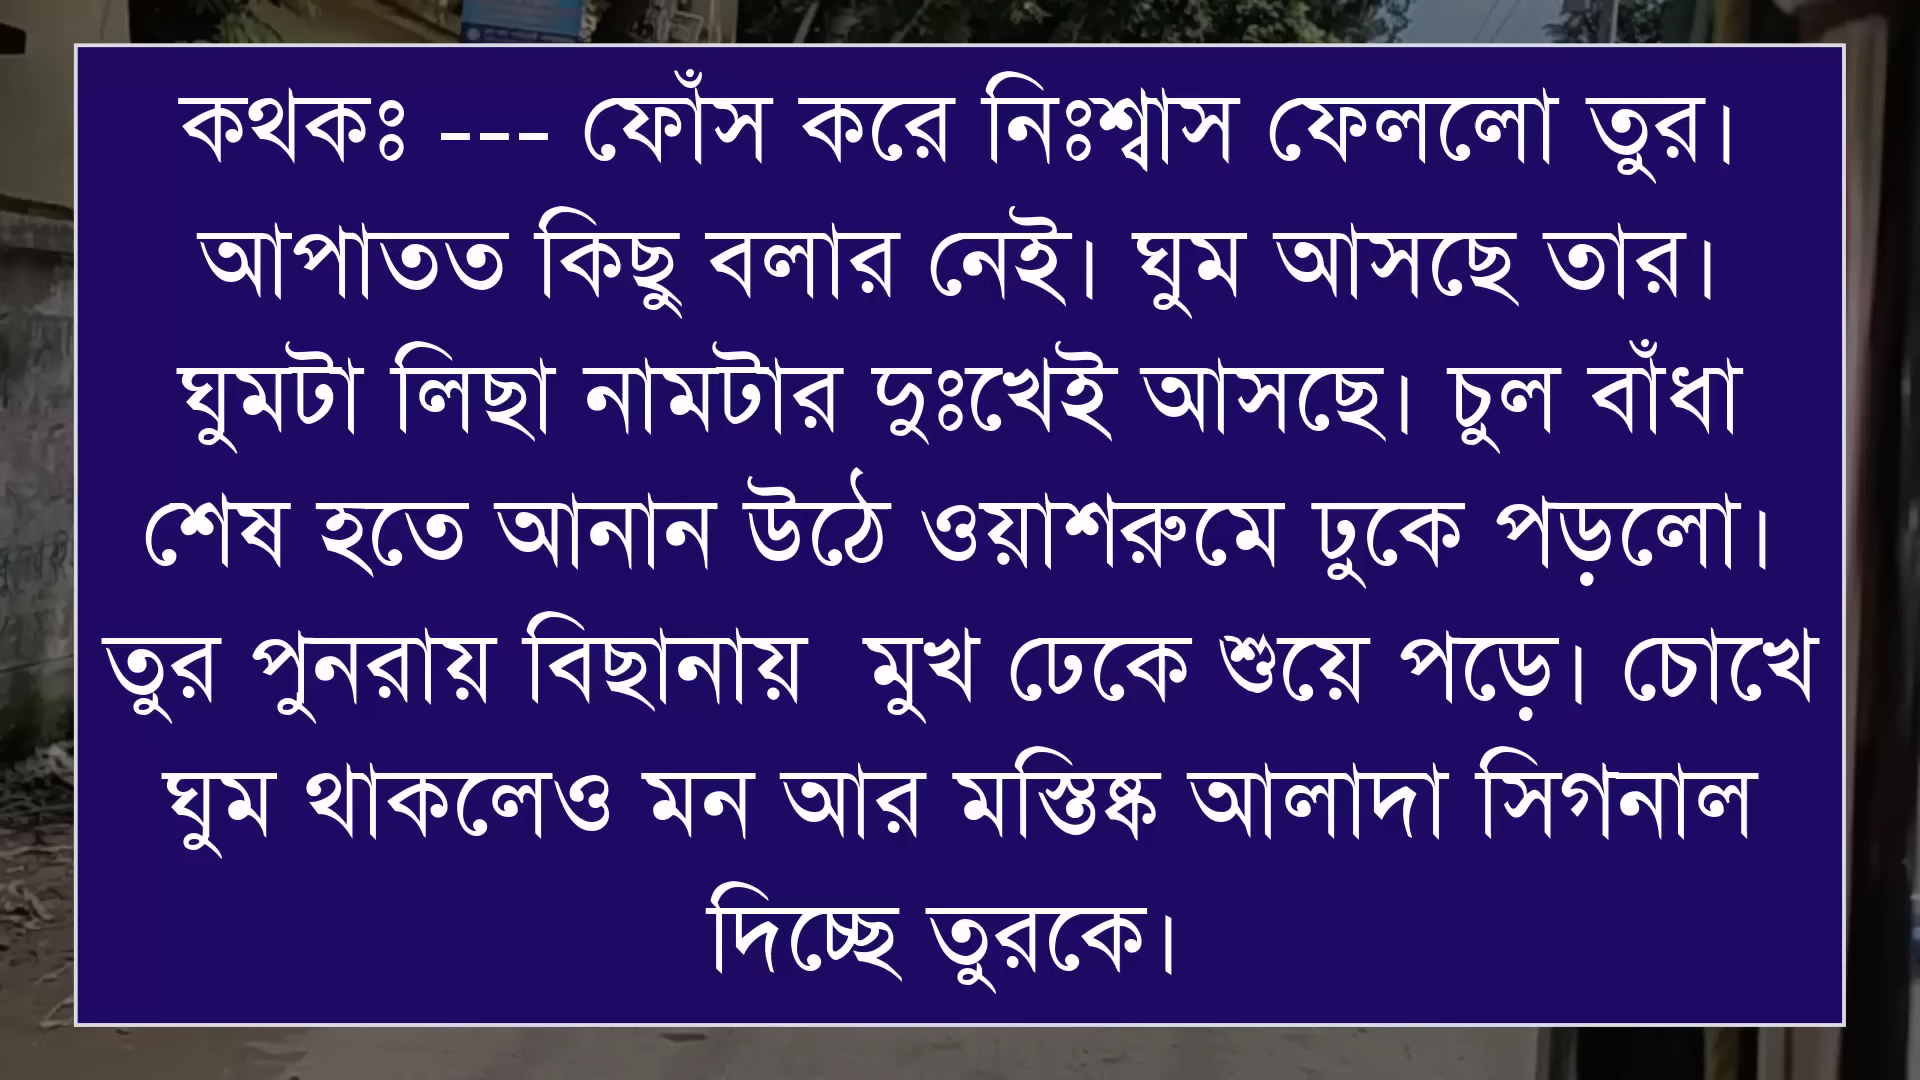 কথকঃ --- ফোঁস করে নিঃশ্বাস ফেললো তুর।
আপাতত কিছু বলার নেই। ঘুম আসছে তার।
ঘুমটা লিছা নামটার দুঃখেই আসছে। চুল বাঁধা
শেষ হতে আনান উঠে ওয়াশরুমে ঢুকে পড়লো।
তুর পুনরায় বিছানায়  মুখ ঢেকে শুয়ে পড়ে। চোখে
ঘুম থাকলেও মন আর মস্তিষ্ক আলাদা সিগনাল
দিচ্ছে তুরকে।